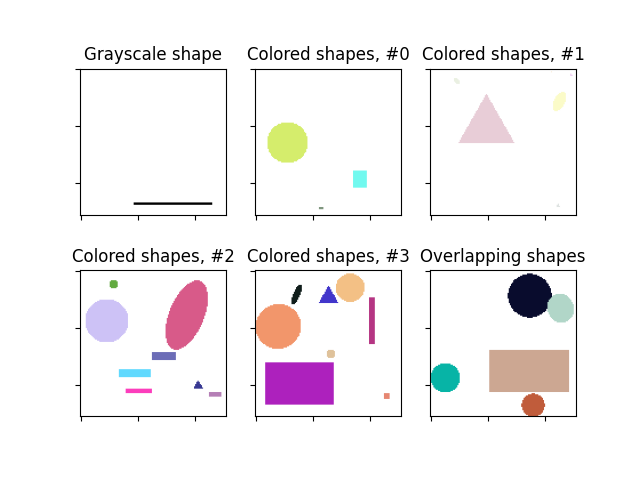 Grayscale shape
Colored shapes, #0
Colored shapes, #1
Colored shapes, #2
Colored shapes, #3
Overlapping shapes